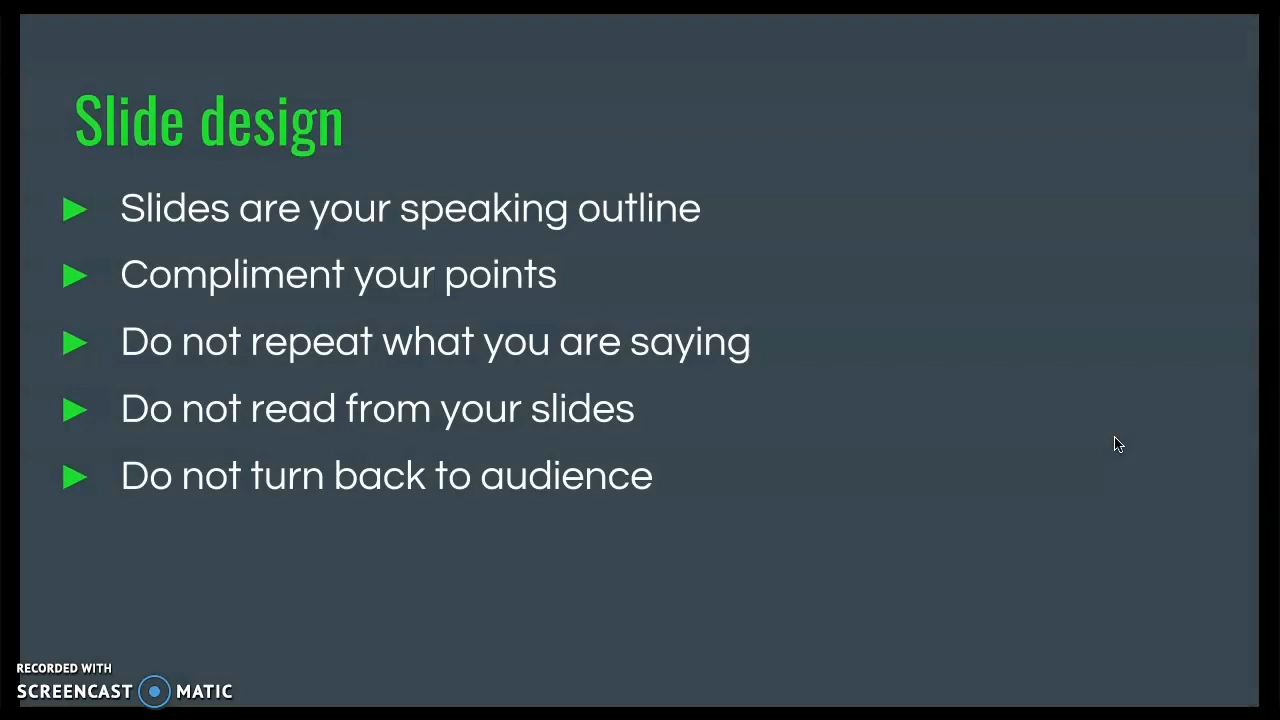 Slide design
Slides are your speaking outline
Compliment your points
Do not repeat what you are saying
Do not read from your slides
Do not turn back to audience
RECORDED WITH
SCREENCAST MATIC